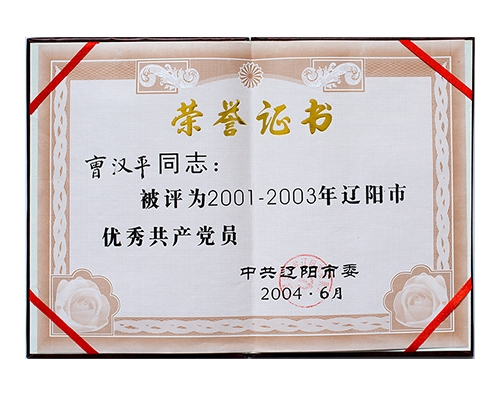 荣誉证书
曹汉平同志：
被评为2001-2003年辽阳市
优秀共产党员
中共辽阳市委
2004·6月